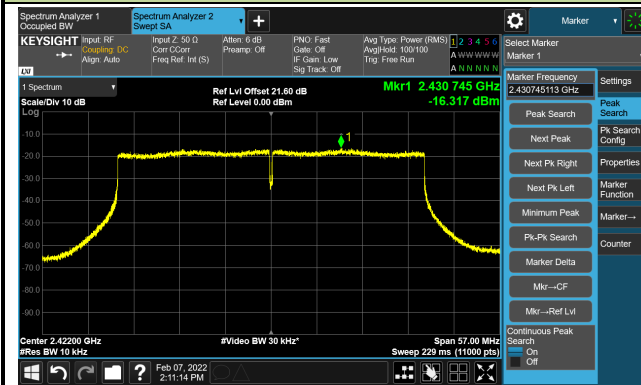 Spectrum Analyzer 1
Occupied BW
Spectrum Analyzer 2
Swept SA
+
Marker
KEYSIGHT
Input: RF
Coupling: DC
Align: Auto
Input Z: 50 Ω
Corr CCorr
Freq Ref: Int (S)
Atten: 6 dB
Preamp: Off
PNO: Fast
Gate: Off
IF Gain: Low
Sig Track: Off
Avg Type: Power (RMS)
Avg|Hold: 100/100
Trig: Free Run
1 2 3 4 5 6
A W W W W W
A N N N N N
LXI
Select Marker
Marker 1
1 Spectrum
Scale/Div 10 dB
Log
Ref Lvl Offset 21.60 dB
Ref Level 0.00 dBm
Mkr1 2.430 745 GHz
-16.317 dBm
1
-10.0
-20.0
-30.0
-40.0
-50.0
-60.0
-70.0
-80.0
-90.0
Center 2.42200 GHz
#Res BW 10 kHz
#Video BW 30 kHz*
Span 57.00 MHz
Sweep 229 ms (11000 pts)
Marker Frequency
2.430745113 GHz
Peak Search
Next Peak
Next Pk Right
Next Pk Left
Minimum Peak
Pk-Pk Search
Marker Delta
Mkr→CF
Mkr→Ref Lvl
Continuous Peak
Search
On
Off
Settings
Peak
Search
Pk Search
Config
Properties
Marker
Function
Marker→
Counter
?
Feb 07, 2022
2:11:14 PM